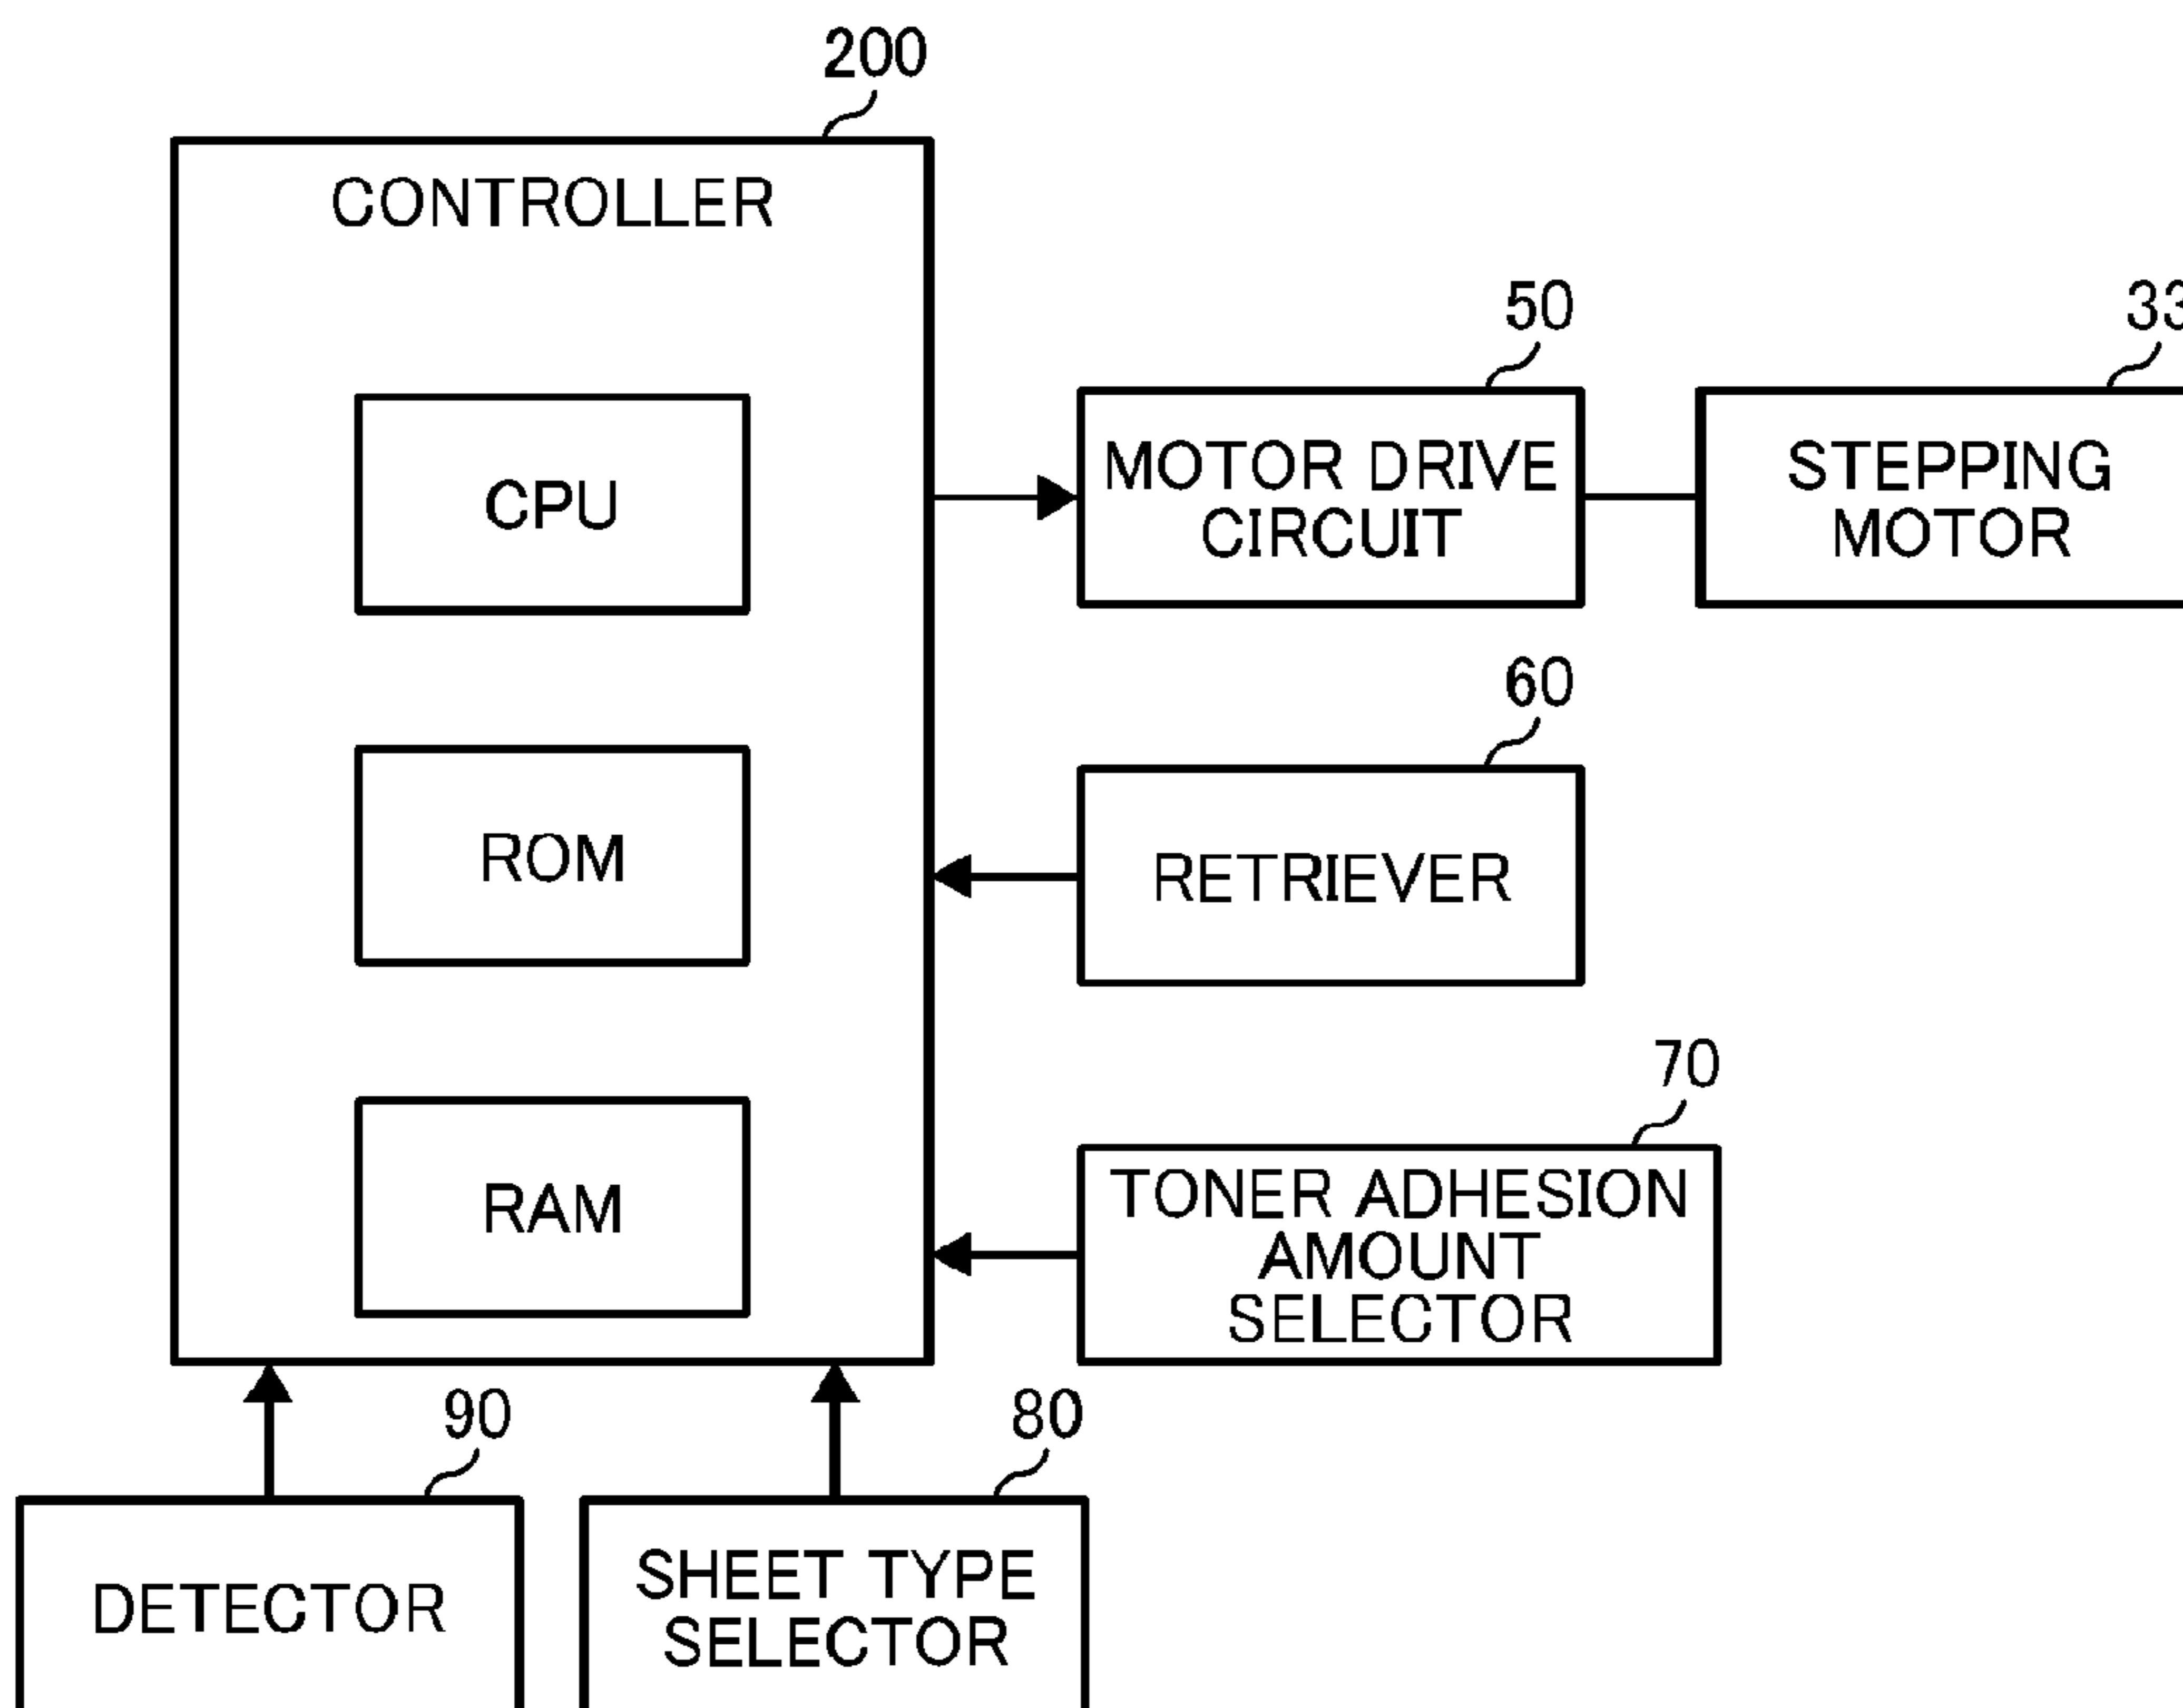 200
CONTROLLER
CPU
ROM
RAM
50
MOTOR DRIVE
CIRCUIT
33
STEPPING
MOTOR
60
RETRIEVER
70
TONER ADHESION
AMOUNT
SELECTOR
90
DETECTOR
80
SHEET TYPE
SELECTOR